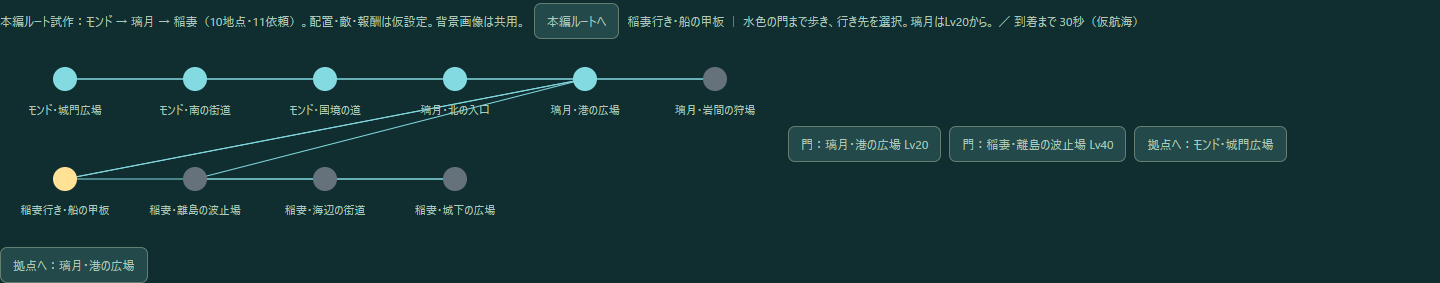 本編ルート試作：モンド → 璃月 → 稲妻（10地点・11依頼）。配置・敵・報酬は仮設定。背景画像は共用。 本編ルートへ 稲妻行き・船の甲板 ｜ 水色の門まで歩き、行き先を選択。璃月はLv20から。 ／ 到着まで 30秒（仮航海）
モンド・城門広場 モンド・南の街道 モンド・国境の道 璃月・北の入口 璃月・港の広場 璃月・岩間の狩場
門：璃月・港の広場 Lv20 門：稲妻・離島の波止場 Lv40 拠点へ：モンド・城門広場
稲妻行き・船の甲板 稲妻・離島の波止場 稲妻・海辺の街道 稲妻・城下の広場
拠点へ：璃月・港の広場